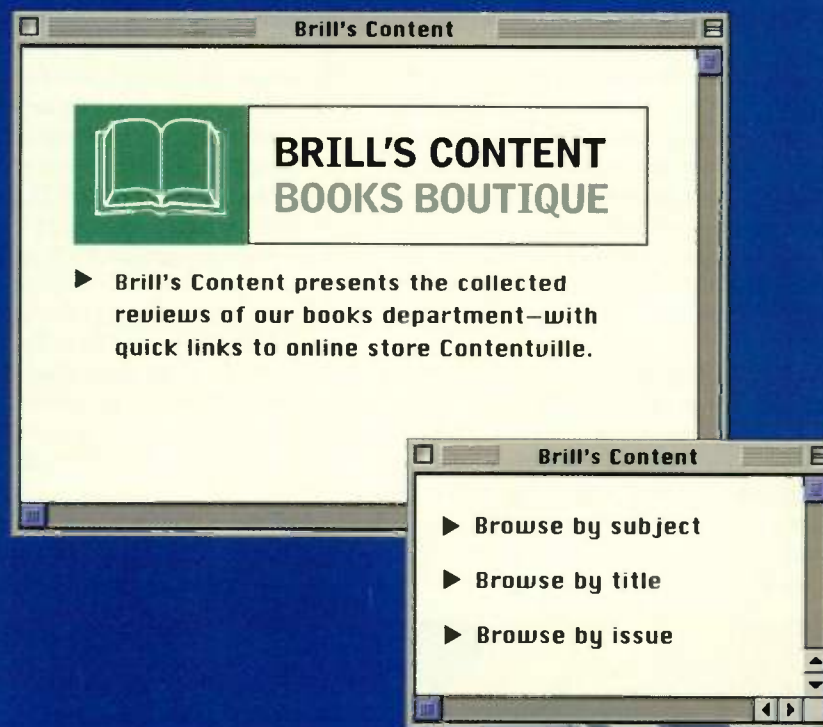 Brill's Content
BRILL'S CONTENT
BOOKS BOUTIQUE
▶ Brill's Content presents the collected
reviews of our books department—with
quick links to online store Contentville.
Brill's Content
▶ Browse by subject
▶ Browse by title
▶ Browse by issue